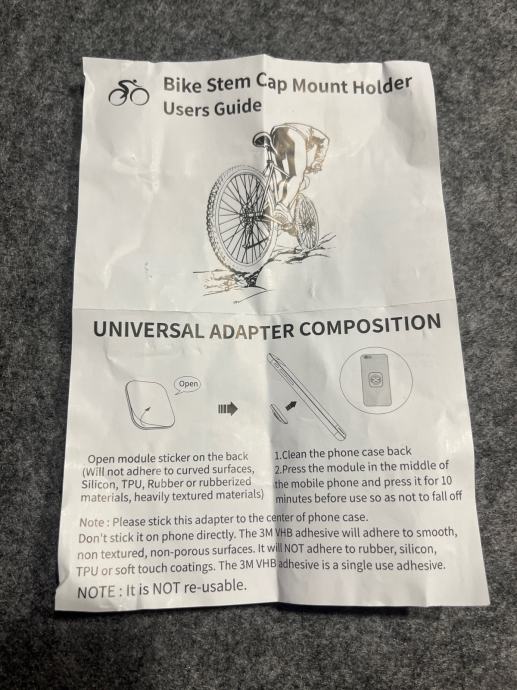 Bike Stem Cap Mount Holder
Users Guide
UNIVERSAL ADAPTER COMPOSITION
Open
Open module sticker on the back
(Will not adhere to curved surfaces,
Silicon, TPU, Rubber or rubberized
materials, heavily textured materials)
1.Clean the phone case back
2.Press the module in the middle of
the mobile phone and press it for 10
minutes before use so as not to fall off
Note : Please stick this adapter to the center of phone case.
Don't stick it on phone directly. The 3M VHB adhesive will adhere to smooth,
non textured, non-porous surfaces. It will NOT adhere to rubber, silicon,
TPU or soft touch coatings. The 3M VHB adhesive is a single use adhesive.
NOTE : It is NOT re-usable.